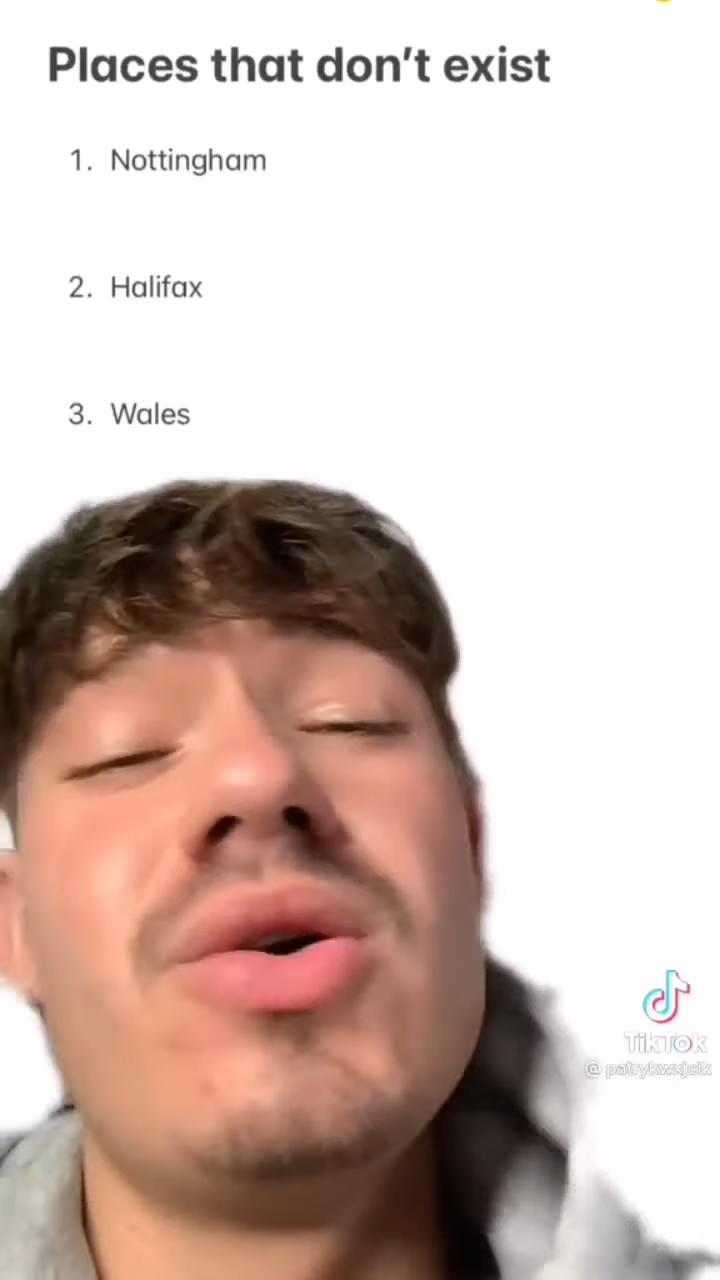 Places that don't exist
1. Nottingham
2. Halifax
3. Wales
TikTok